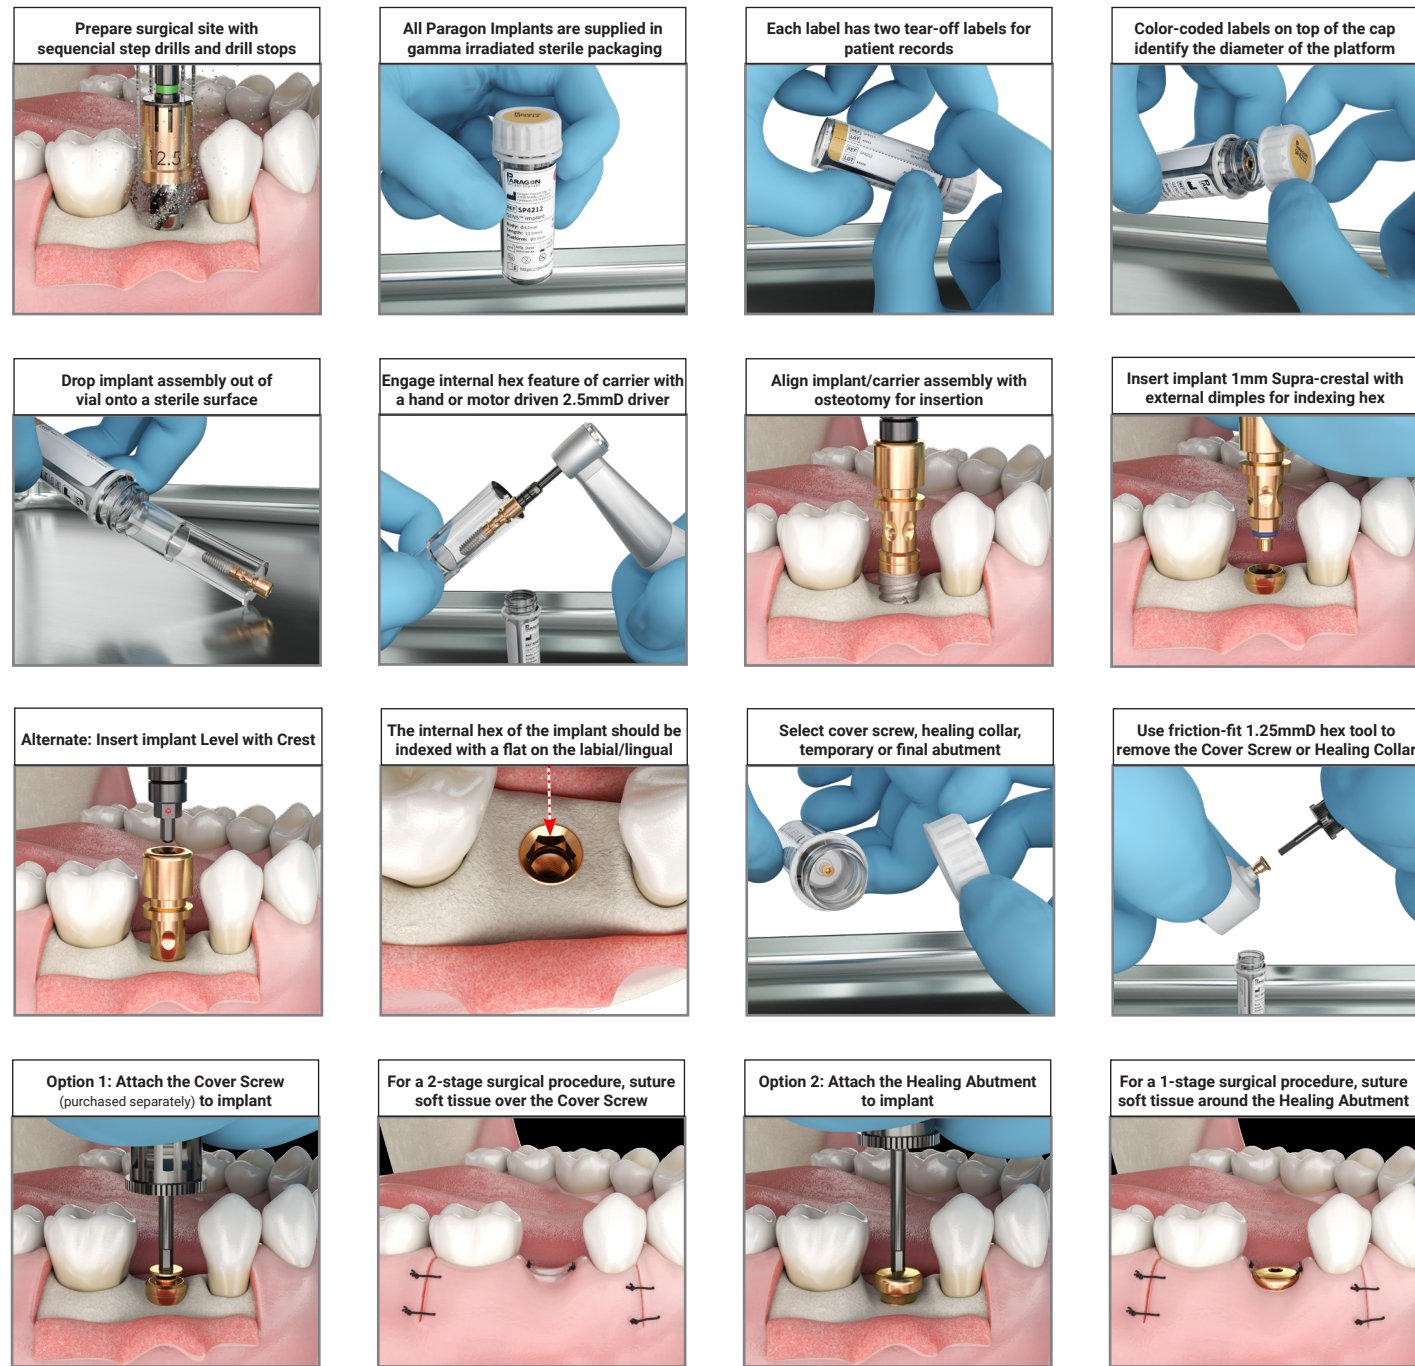 Prepare surgical site with
sequencial step drills and drill stops
All Paragon Implants are supplied in
gamma irradiated sterile packaging
Each label has two tear-off labels for
patient records
Color-coded labels on top of the cap
identify the diameter of the platform
12.5
PARAGON
REF SP4212
GEN5™ Implant
Body:
Length:
Platform:
LOT
REF SP4212
LOT
Drop implant assembly out of
vial onto a sterile surface
Engage internal hex feature of carrier with
a hand or motor driven 2.5mmD driver
Align implant/carrier assembly with
osteotomy for insertion
Insert implant 1mm Supra-crestal with
external dimples for indexing hex
Alternate: Insert implant Level with Crest
The internal hex of the implant should be
indexed with a flat on the labial/lingual
Select cover screw, healing collar,
temporary or final abutment
Use friction-fit 1.25mmD hex tool to
remove the Cover Screw or Healing Collar
Option 1: Attach the Cover Screw
(purchased separately) to implant
For a 2-stage surgical procedure, suture
soft tissue over the Cover Screw
Option 2: Attach the Healing Abutment
to implant
For a 1-stage surgical procedure, suture
soft tissue around the Healing Abutment